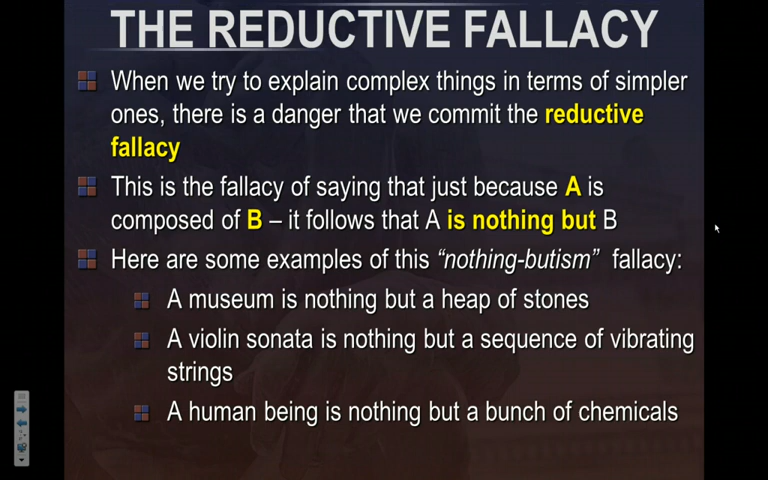 THE REDUCTIVE FALLACY
When we try to explain complex things in terms of simpler
ones, there is a danger that we commit the reductive
fallacy
This is the fallacy of saying that just because A is
composed of B – it follows that A is nothing but B
Here are some examples of this “nothing-butism” fallacy:
A museum is nothing but a heap of stones
A violin sonata is nothing but a sequence of vibrating
strings
A human being is nothing but a bunch of chemicals